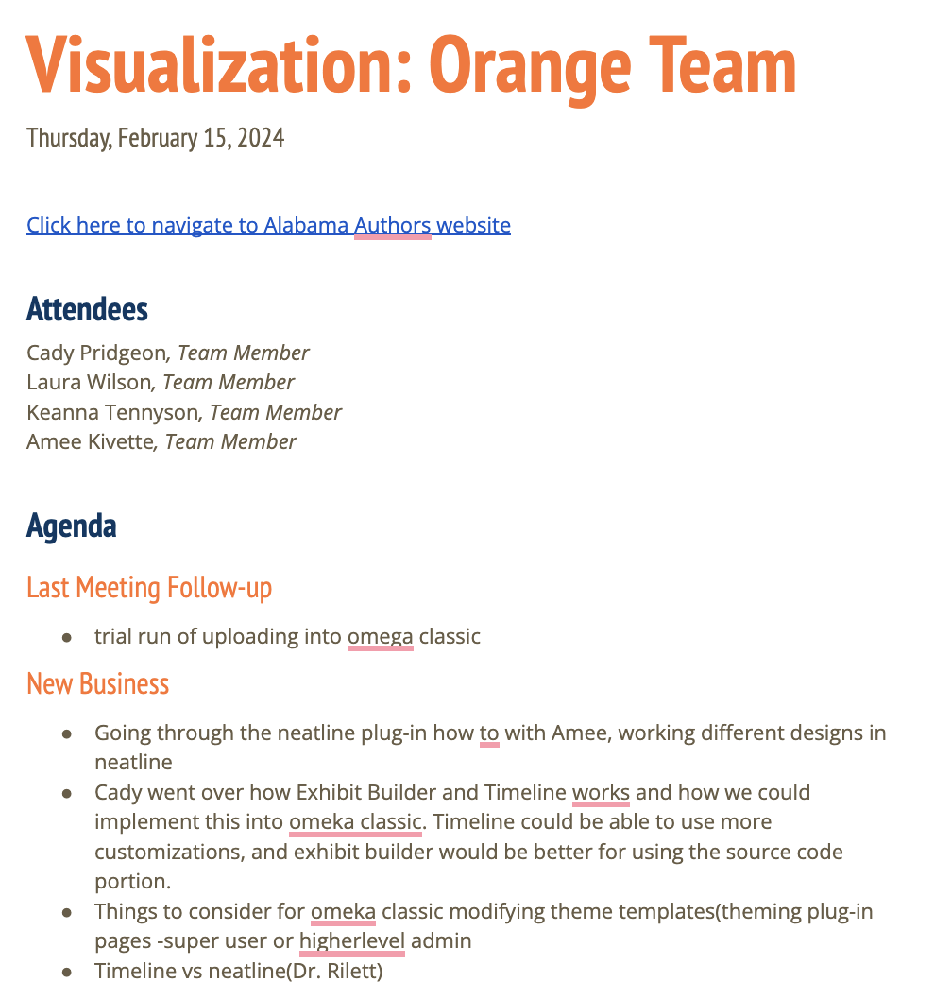 Visualization: Orange Team
Thursday, February 15, 2024
Click here to navigate to Alabama Authors website
Attendees
Cady Pridgeon, Team Member
Laura Wilson, Team Member
Keanna Tennyson, Team Member
Amee Kivette, Team Member
Agenda
Last Meeting Follow-up
● trial run of uploading into omega classic
New Business
● Going through the neatline plug-in how to with Amee, working different designs in
neatline
● Cady went over how Exhibit Builder and Timeline works and how we could
implement this into omeka classic. Timeline could be able to use more
customizations, and exhibit builder would be better for using the source code
portion.
● Things to consider for omeka classic modifying theme templates(theming plug-in
pages -super user or higherlevel admin
● Timeline vs neatline(Dr. Rilett)